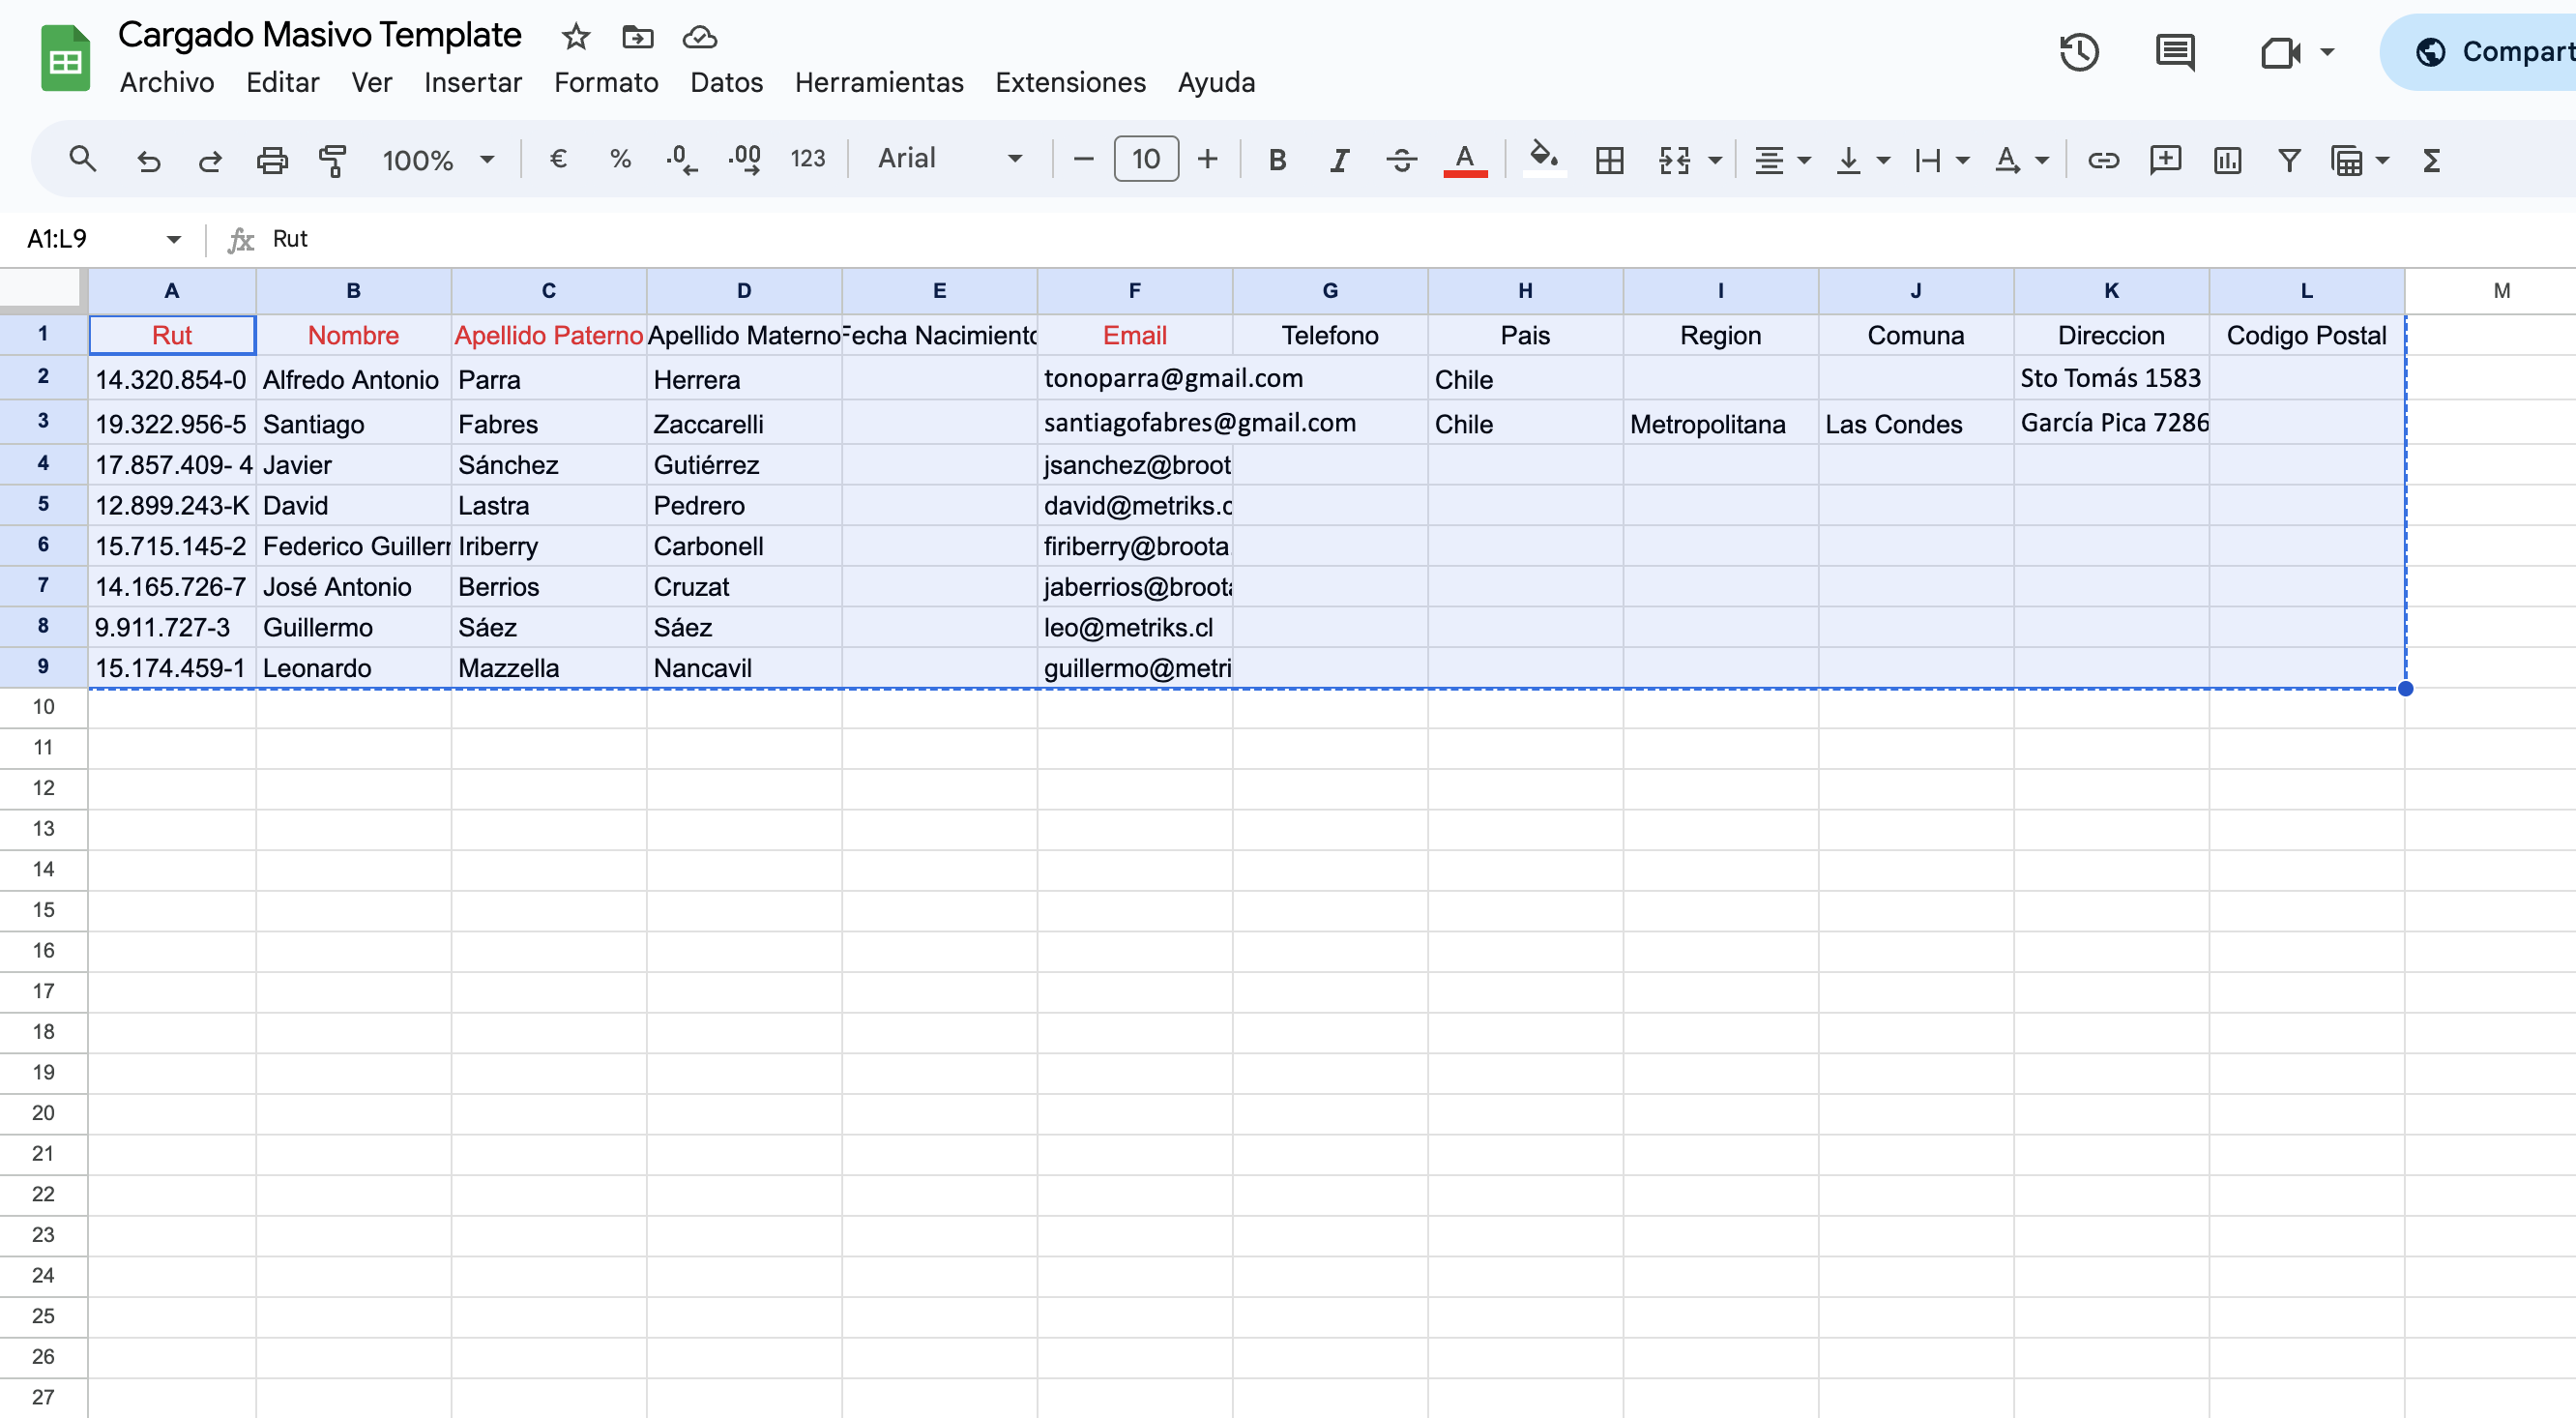 Cargado Masivo Template
Archivo Editar Ver Insertar Formato Datos Herramientas Extensiones Ayuda
Compart
100% € % .0 .00 123 Arial 10 B I A A Σ
A1:L9 fx Rut
A B C D E F G H I J K L M
1 Rut Nombre Apellido Paterno Apellido Materno Fecha Nacimiento Email Telefono Pais Region Comuna Direccion Codigo Postal
2 14.320.854-0 Alfredo Antonio Parra Herrera tonoparra@gmail.com Chile Sto Tomás 1583
3 19.322.956-5 Santiago Fabres Zaccarelli santiagofabres@gmail.com Chile Metropolitana Las Condes García Pica 7286
4 17.857.409- 4 Javier Sánchez Gutiérrez jsanchez@broot
5 12.899.243-K David Lastra Pedrero david@metriks.c
6 15.715.145-2 Federico Guiller Iriberry Carbonell firiberry@broota.
7 14.165.726-7 José Antonio Berrios Cruzat jaberrios@broota
8 9.911.727-3 Guillermo Sáez Sáez leo@metriks.cl
9 15.174.459-1 Leonardo Mazzella Nancavil guillermo@metri
10
11
12
13
14
15
16
17
18
19
20
21
22
23
24
25
26
27